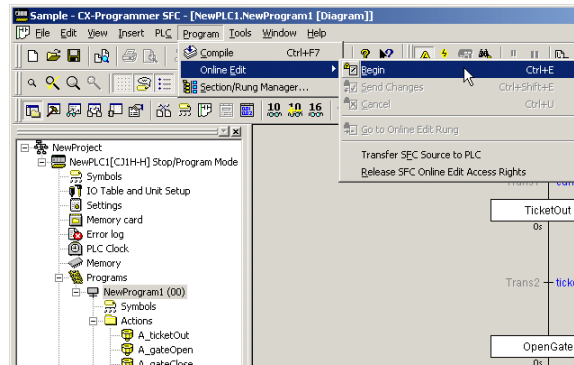 Sample - CX-Programmer SFC - [NewPLC1.NewProgram1 [Diagram]]
File Edit View Insert PLC Program Tools Window Help
Compile Ctrl+F7
Online Edit
Section/Rung Manager...
Begin Ctrl+E
Send Changes Ctrl+Shift+E
Cancel Ctrl+U
Go to Online Edit Rung
Transfer SFC Source to PLC
Release SFC Online Edit Access Rights
10 10 16
NewProject
NewPLC1[CJ1H-H] Stop/Program Mode
Symbols
IO Table and Unit Setup
Settings
Memory card
Error log
PLC Clock
Memory
Programs
NewProgram1 (00)
Symbols
Actions
A_ticketOut
A_gateOpen
A_gateClose
TicketOut
0s
Trans2
OpenGate
0s